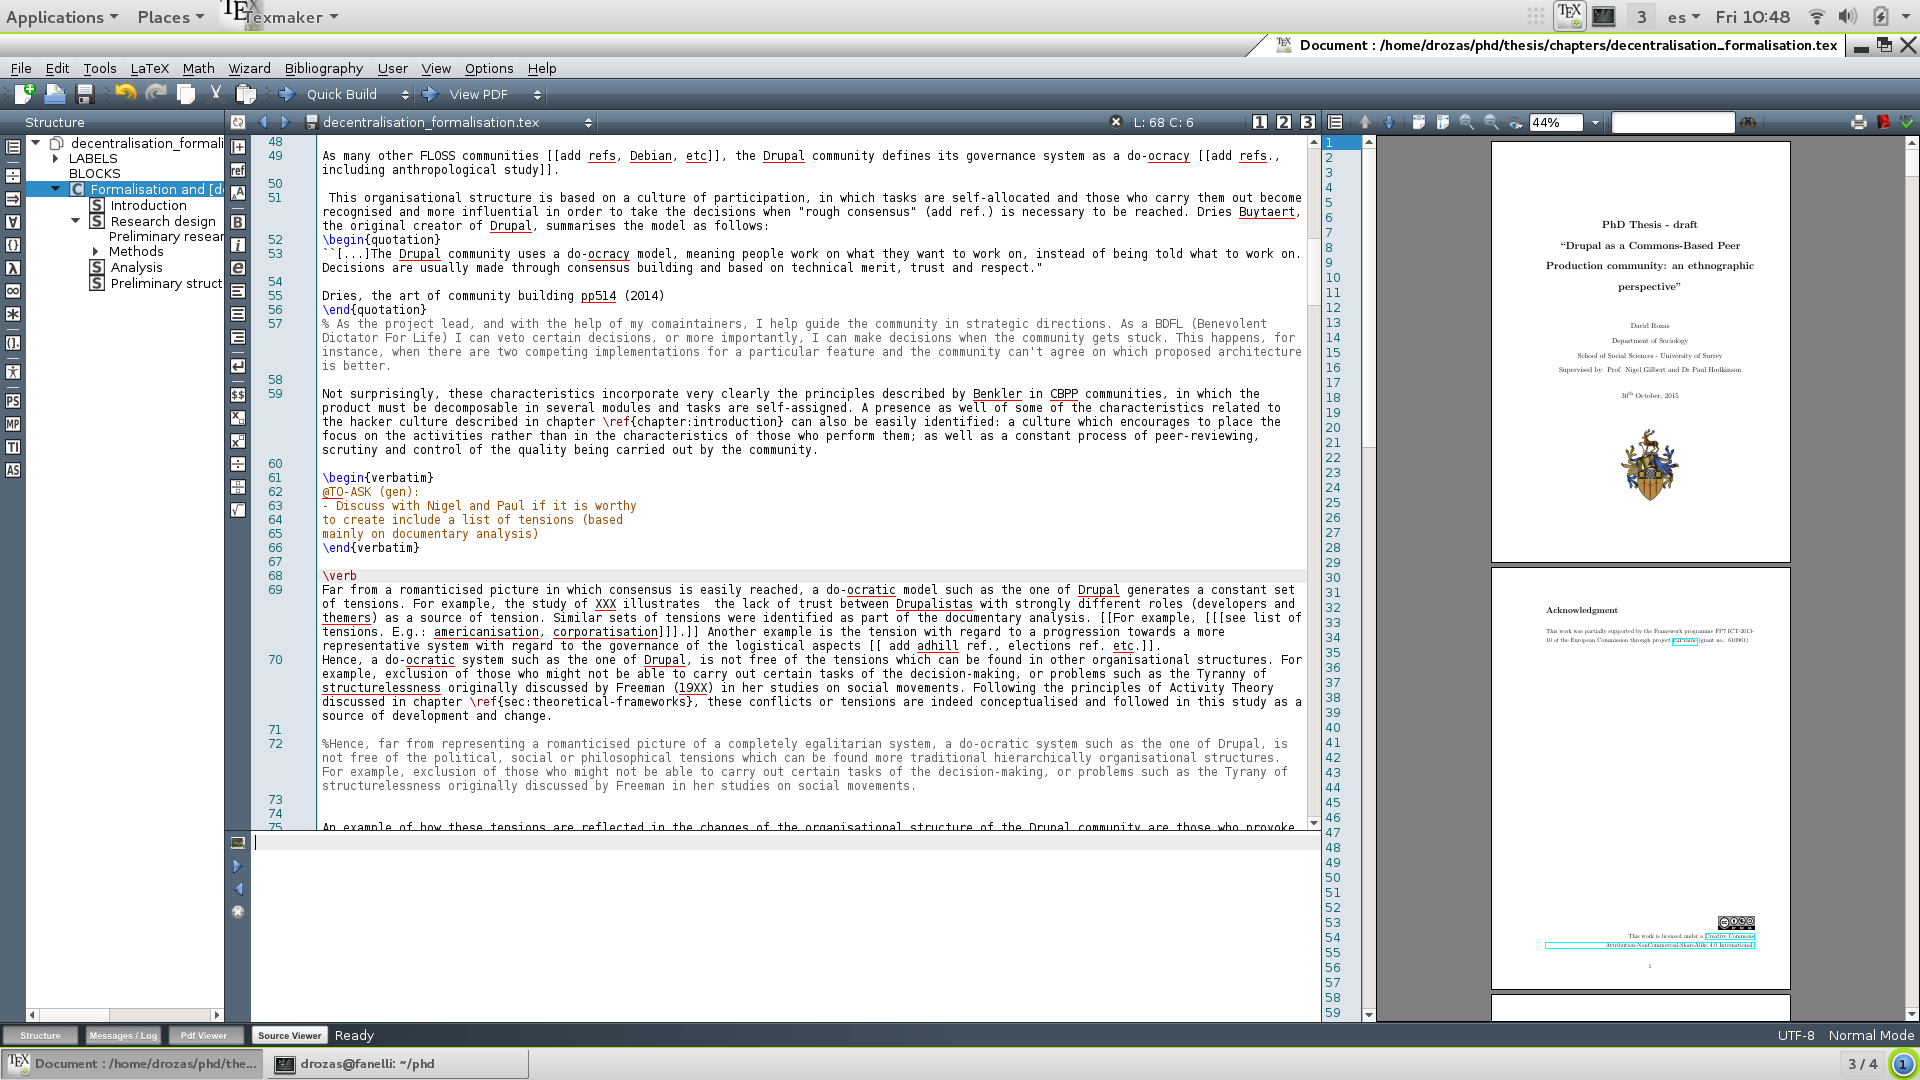 Applications
Places
Texmaker
3
es
Fri 10:48
Document : /home/drozas/phd/thesis/chapters/decentralisation_formalisation.tex
File Edit Tools LaTeX Math Wizard Bibliography User View Options Help
Quick Build
View PDF
Structure
decentralisation_formalisation.tex
L: 68 C: 6
1 2 3
44%
decentralisation_formali
LABELS
BLOCKS
Formalisation and [de
Introduction
Research design
Preliminary resear
Methods
Analysis
Preliminary struct
48
49 As many other FLOSS communities [[add refs, Debian, etc]], the Drupal community defines its governance system as a do-ocracy [[add refs.,
including anthropological study]].
50
51 This organisational structure is based on a culture of participation, in which tasks are self-allocated and those who carry them out become
recognised and more influential in order to take the decisions when "rough consensus" (add ref.) is necessary to be reached. Dries Buytaert,
the original creator of Drupal, summarises the model as follows:
52 \begin{quotation}
53 ``[...]The Drupal community uses a do-ocracy model, meaning people work on what they want to work on, instead of being told what to work on.
Decisions are usually made through consensus building and based on technical merit, trust and respect."
54
55 Dries, the art of community building pp514 (2014)
56 \end{quotation}
57 % As the project lead, and with the help of my comaintainers, I help guide the community in strategic directions. As a BDFL (Benevolent
Dictator For Life) I can veto certain decisions, or more importantly, I can make decisions when the community gets stuck. This happens, for
instance, when there are two competing implementations for a particular feature and the community can't agree on which proposed architecture
is better.
58
59 Not surprisingly, these characteristics incorporate very clearly the principles described by Benkler in CBPP communities, in which the
product must be decomposable in several modules and tasks are self-assigned. A presence as well of some of the characteristics related to
the hacker culture described in chapter \ref{chapter:introduction} can also be easily identified: a culture which encourages to place the
focus on the activities rather than in the characteristics of those who perform them; as well as a constant process of peer-reviewing,
scrutiny and control of the quality being carried out by the community.
60
61 \begin{verbatim}
62 @TO-ASK (gen):
63 - Discuss with Nigel and Paul if it is worthy
64 to create include a list of tensions (based
65 mainly on documentary analysis)
66 \end{verbatim}
67
68 \verb
69 Far from a romanticised picture in which consensus is easily reached, a do-ocratic model such as the one of Drupal generates a constant set
of tensions. For example, the study of XXX illustrates  the lack of trust between Drupalistas with strongly different roles (developers and
themers) as a source of tension. Similar sets of tensions were identified as part of the documentary analysis. [[For example, [[[see list of
tensions. E.g.: americanisation, corporatisation]]].]] Another example is the tension with regard to a progression towards a more
representative system with regard to the governance of the logistical aspects [[ add adhill ref., elections ref. etc.]].
70 Hence, a do-ocratic system such as the one of Drupal, is not free of the tensions which can be found in other organisational structures. For
example, exclusion of those who might not be able to carry out certain tasks of the decision-making, or problems such as the Tyranny of
structurelessness originally discussed by Freeman (19XX) in her studies on social movements. Following the principles of Activity Theory
discussed in chapter \ref{sec:theoretical-frameworks}, these conflicts or tensions are indeed conceptualised and followed in this study as a
source of development and change.
71
72 %Hence, far from representing a romanticised picture of a completely egalitarian system, a do-ocratic system such as the one of Drupal, is
not free of the political, social or philosophical tensions which can be found more traditional hierarchically organisational structures.
For example, exclusion of those who might not be able to carry out certain tasks of the decision-making, or problems such as the Tyrany of
structurelessness originally discussed by Freeman in her studies on social movements.
73
74
75 An example of how these tensions are reflected in the changes of the organisational structure of the Drupal community are those who provoke
1
2
3
4
5
6
7
8
9
10
11
12
13
14
15
16
17
18
19
20
21
22
23
24
25
26
27
28
29
30
31
32
33
34
35
36
37
38
39
40
41
42
43
44
45
46
47
48
49
50
51
52
53
54
55
56
57
58
59
PhD Thesis - draft
“Drupal as a Commons-Based Peer
Production community: an ethnographic
perspective”
David Rozas
Department of Sociology
School of Social Sciences - University of Surrey
Supervised by: Prof. Nigel Gilbert and Dr Paul Hodkinson
30th October, 2015
Acknowledgment
This work was partially supported by the Framework programme FP7 ICT-2013-
10 of the European Commission through project (grant no.: 610961).
This work is licensed under a Creative Commons
Attribution-NonCommercial-ShareAlike 4.0 International.
1
Structure
Messages / Log
Pdf Viewer
Source Viewer
Ready
UTF-8
Normal Mode
Document : /home/drozas/phd/the...
drozas@fanelli: ~/phd
3 / 4
1